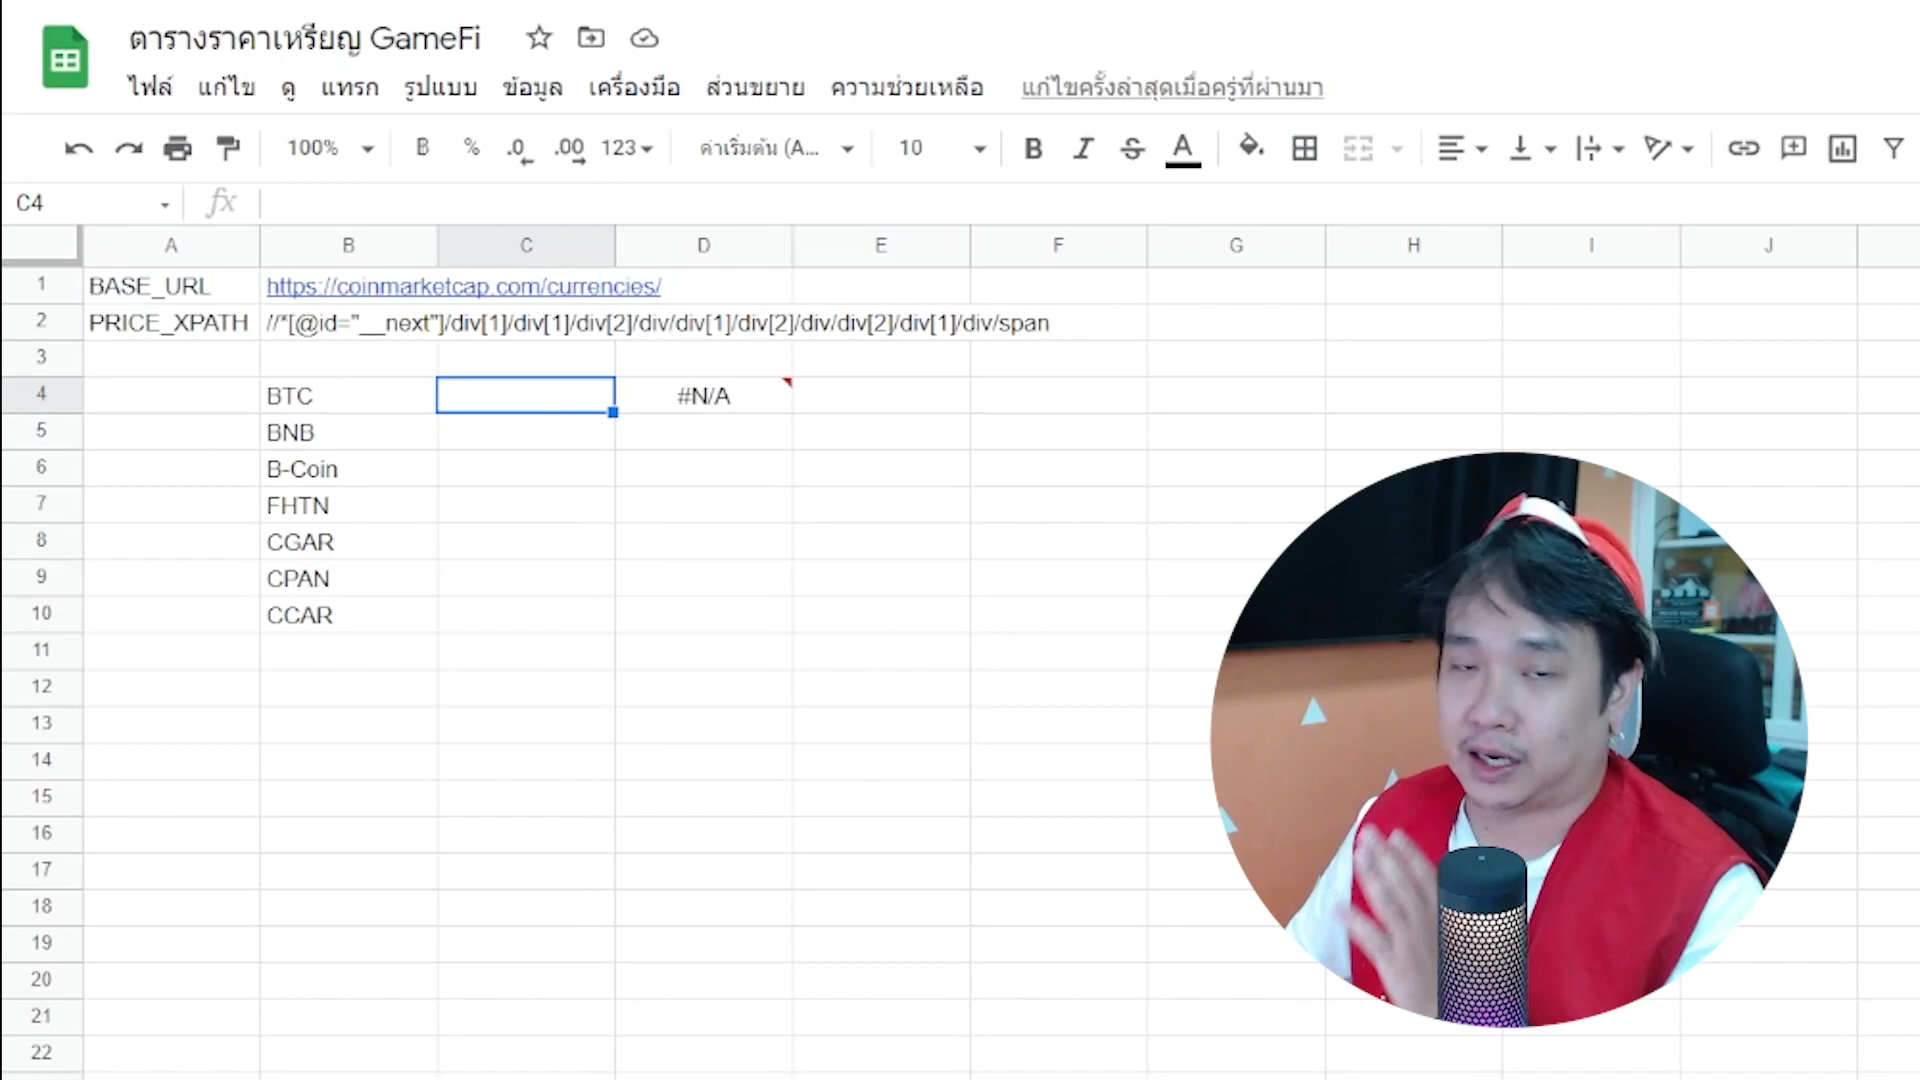 ตารางราคาเหรียญ GameFi
ไฟล์ แก้ไข ดู แทรก รูปแบบ ข้อมูล เครื่องมือ ส่วนขยาย ความช่วยเหลือ แก้ไขครั้งล่าสุดเมื่อครู่ที่ผ่านมา
100% B % .0 .00 123 ค่าเริ่มต้น (A... 10 B I S A
C4 fx
A B C D E F G H I J
1 BASE_URL https://coinmarketcap.com/currencies/
2 PRICE_XPATH //*[@id="__next"]/div[1]/div[1]/div[2]/div/div[1]/div[2]/div/div[2]/div[1]/div/span
3
4 BTC #N/A
5 BNB
6 B-Coin
7 FHTN
8 CGAR
9 CPAN
10 CCAR
11
12
13
14
15
16
17
18
19
20
21
22